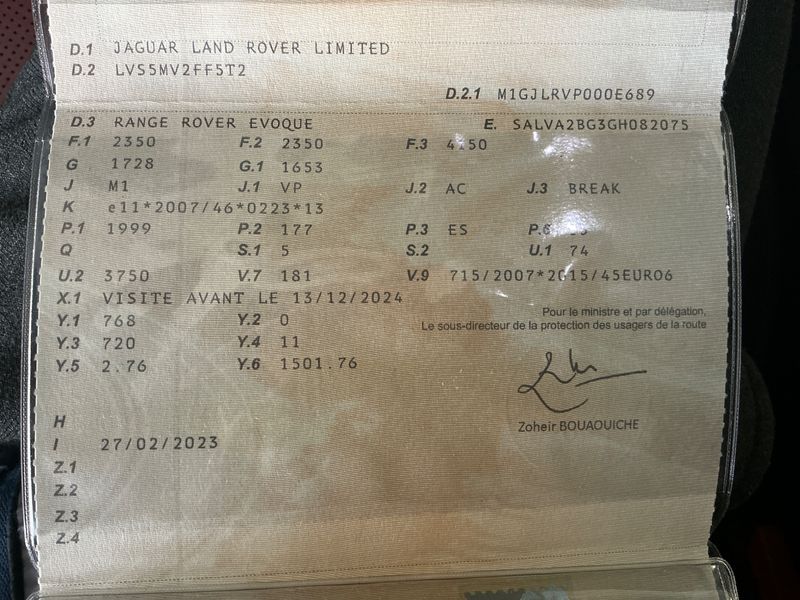 D.1 JAGUAR LAND ROVER LIMITED
D.2 LVS5MV2FF5T2
D.2.1 M1GJLRVP000E689
D.3 RANGE ROVER EVOQUE E. SALVA2BG3GH082075
F.1 2350 F.2 2350 F.3 4150
G 1728 G.1 1653
J M1 J.1 VP J.2 AC J.3 BREAK
K e11*2007/46*0223*13
P.1 1999 P.2 177 P.3 ES P.6
Q S.1 5 S.2 U.1 74
U.2 3750 V.7 181 V.9 715/2007*2015/45EURO6
X.1 VISITE AVANT LE 13/12/2024
Pour le ministre et par délégation,
Y.1 768 Y.2 0
Le sous-directeur de la protection des usagers de la route
Y.3 720 Y.4 11
Y.5 2.76 Y.6 1501.76
Zoheir BOUAOUICHE
H
I 27/02/2023
Z.1
Z.2
Z.3
Z.4